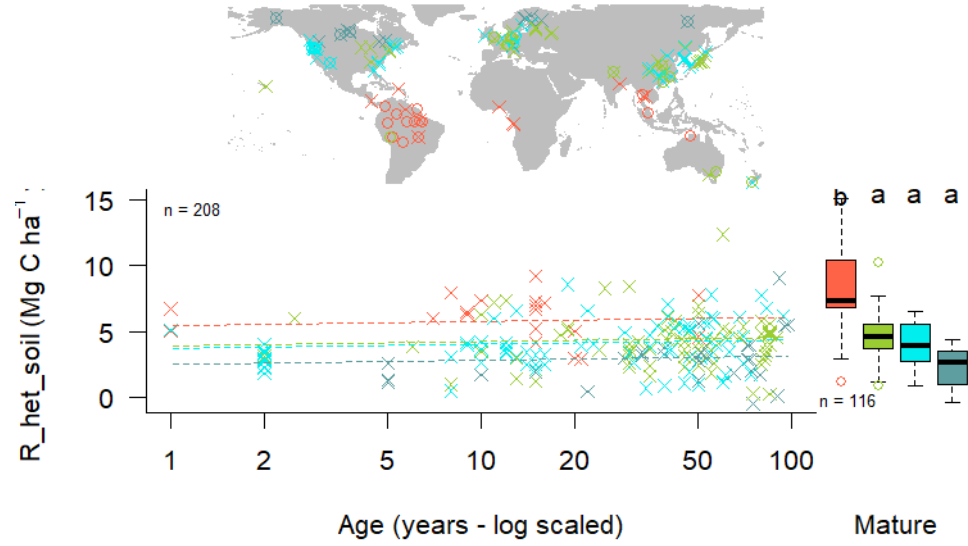 15
10
5
0
R_het_soil (Mg C ha⁻¹
n = 208
b a a a
n = 116
1 2 5 10 20 50 100
Age (years - log scaled)
Mature